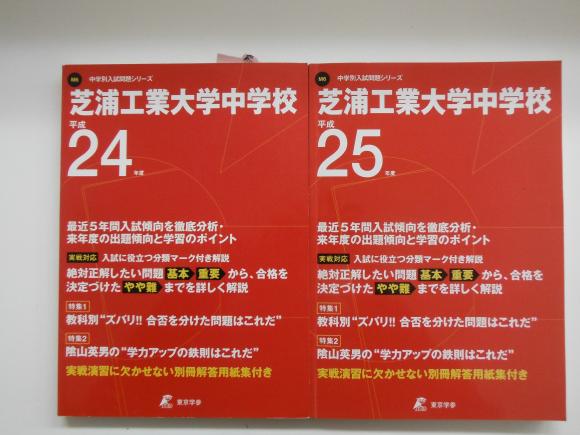 M6
中学別入試問題シリーズ
芝浦工業大学中学校
平成
24年度
最近5年間入試傾向を徹底分析・
来年度の出題傾向と学習のポイント
実戦対応 入試に役立つ分類マーク付き解説
絶対正解したい問題 基本 重要 から、合格を
決定づけた やや難 までを詳しく解説
特集1
教科別“ズバリ!! 合否を分けた問題はこれだ”
特集2
陰山英男の“学力アップの鉄則はこれだ”
実戦演習に欠かせない別冊解答用紙集付き
東京学参
M6
中学別入試問題シリーズ
芝浦工業大学中学校
平成
25年度
最近5年間入試傾向を徹底分析・
来年度の出題傾向と学習のポイント
実戦対応 入試に役立つ分類マーク付き解説
絶対正解したい問題 基本 重要 から、合格を
決定づけた やや難 までを詳しく解説
特集1
教科別“ズバリ!! 合否を分けた問題はこれだ”
特集2
陰山英男の“学力アップの鉄則はこれだ”
実戦演習に欠かせない別冊解答用紙集付き
東京学参